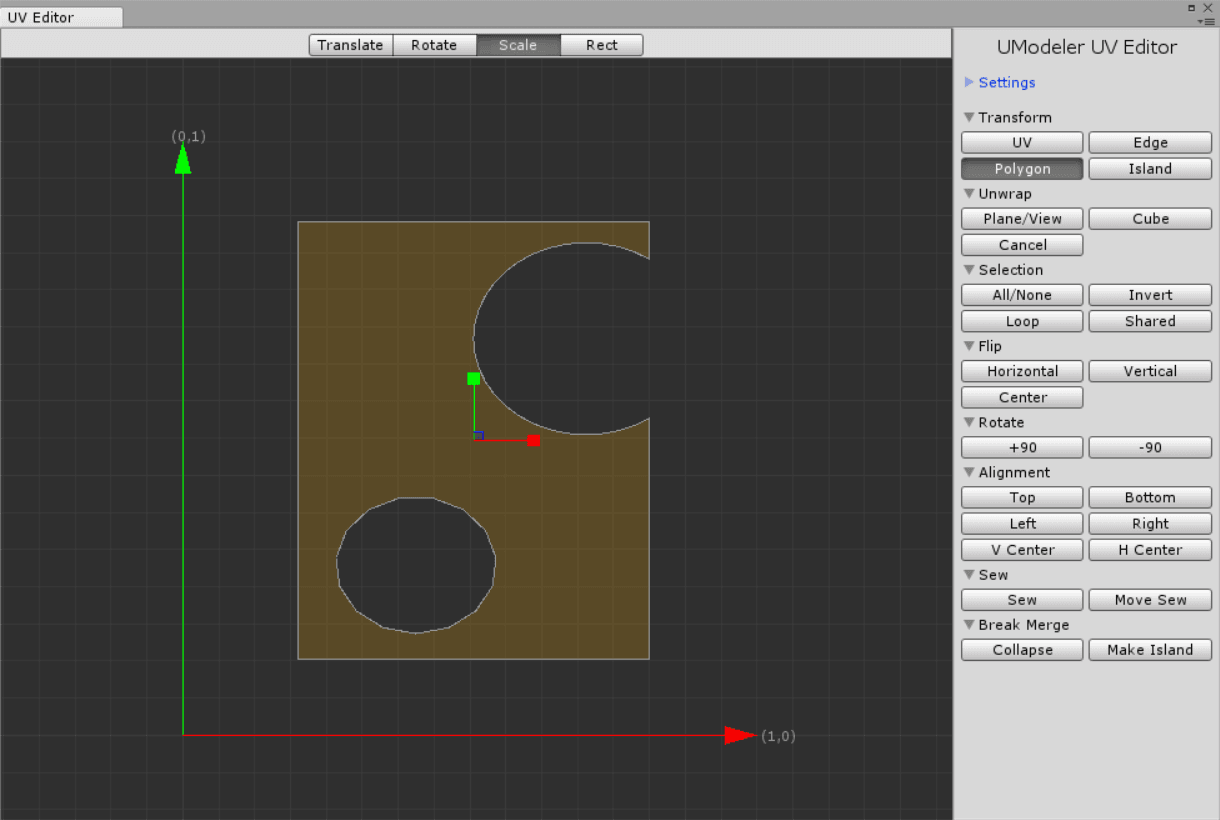 UV Editor
Translate Rotate Scale Rect
(0,1)
(1,0)
UModeler UV Editor
Settings
Transform
UV Edge
Polygon Island
Unwrap
Plane/View Cube
Cancel
Selection
All/None Invert
Loop Shared
Flip
Horizontal Vertical
Center
Rotate
+90 -90
Alignment
Top Bottom
Left Right
V Center H Center
Sew
Sew Move Sew
Break Merge
Collapse Make Island